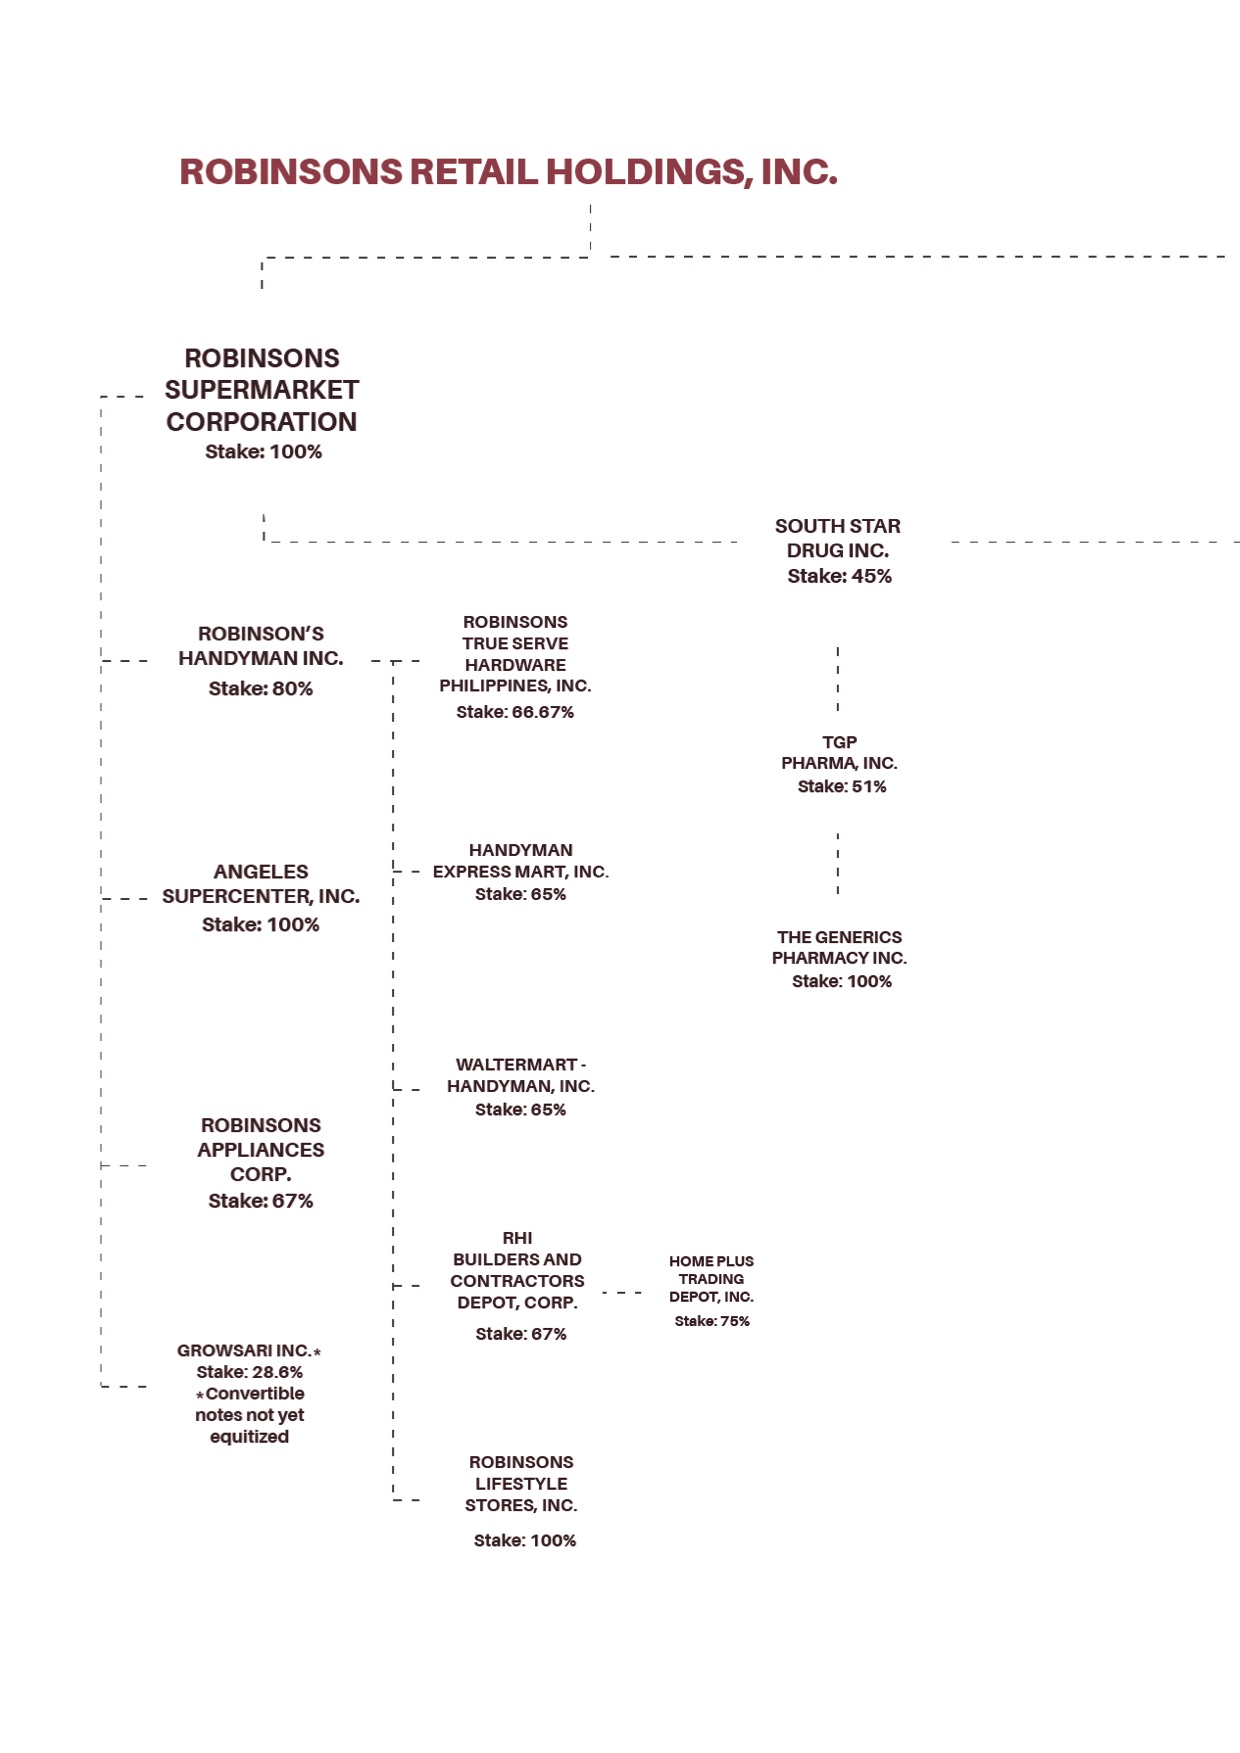 ROBINSONS RETAIL HOLDINGS, INC.
ROBINSONS
SUPERMARKET
CORPORATION
Stake: 100%
SOUTH STAR
DRUG INC.
Stake: 45%
ROBINSON’S
HANDYMAN INC.
Stake: 80%
ROBINSONS
TRUE SERVE
HARDWARE
PHILIPPINES, INC.
Stake: 66.67%
TGP
PHARMA, INC.
Stake: 51%
HANDYMAN
EXPRESS MART, INC.
Stake: 65%
ANGELES
SUPERCENTER, INC.
Stake: 100%
THE GENERICS
PHARMACY INC.
Stake: 100%
WALTERMART -
HANDYMAN, INC.
Stake: 65%
ROBINSONS
APPLIANCES
CORP.
Stake: 67%
RHI
BUILDERS AND
CONTRACTORS
DEPOT, CORP.
Stake: 67%
HOME PLUS
TRADING
DEPOT, INC.
Stake: 75%
GROWSARI INC.*
Stake: 28.6%
*Convertible
notes not yet
equitized
ROBINSONS
LIFESTYLE
STORES, INC.
Stake: 100%